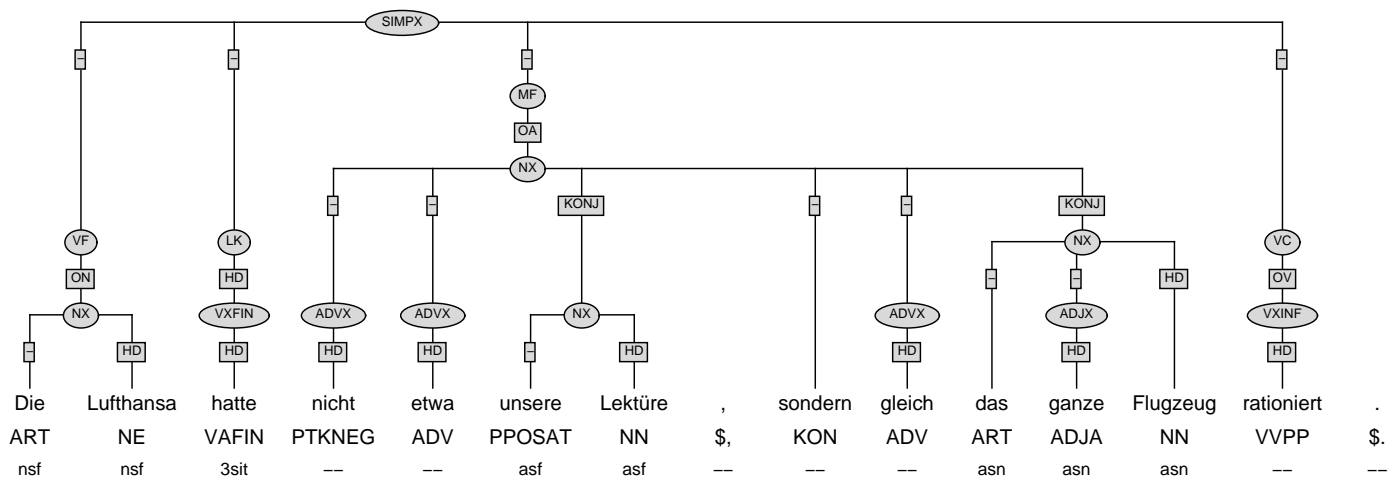 SIMPX
– – – –
MF
OA
NX
– – KONJ – – KONJ
VF LK NX VC
ON HD – – HD OV
NX VXFIN ADVX ADVX NX ADVX ADJX VXINF
– HD HD HD HD – HD HD HD HD
Die Lufthansa hatte nicht etwa unsere Lektüre , sondern gleich das ganze Flugzeug rationiert .
ART NE VAFIN PTKNEG ADV PPOSAT NN $, KON ADV ART ADJA NN VVPP $.
nsf nsf 3sit –– –– asf asf –– –– –– asn asn asn –– ––